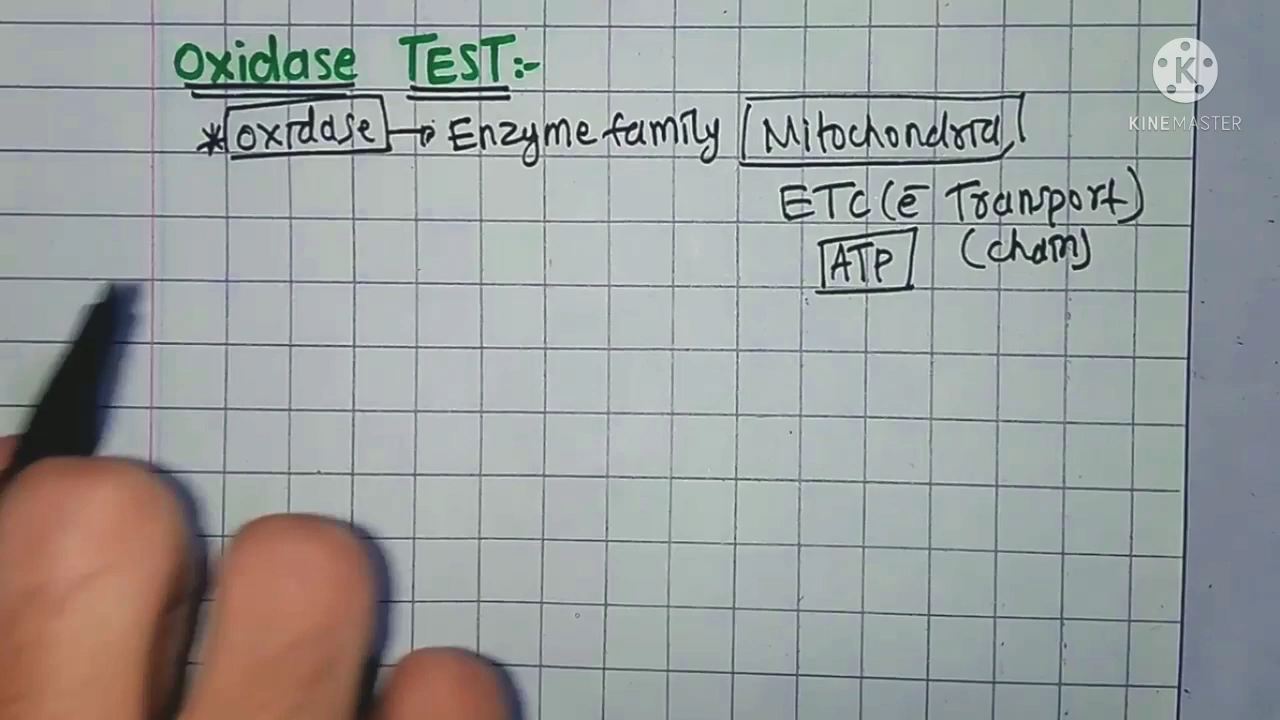 Oxidase TEST:-
* oxidase → Enzyme family Mitochondria
ETC (ē Transport)
(chain)
ATP
K
KINEMASTER